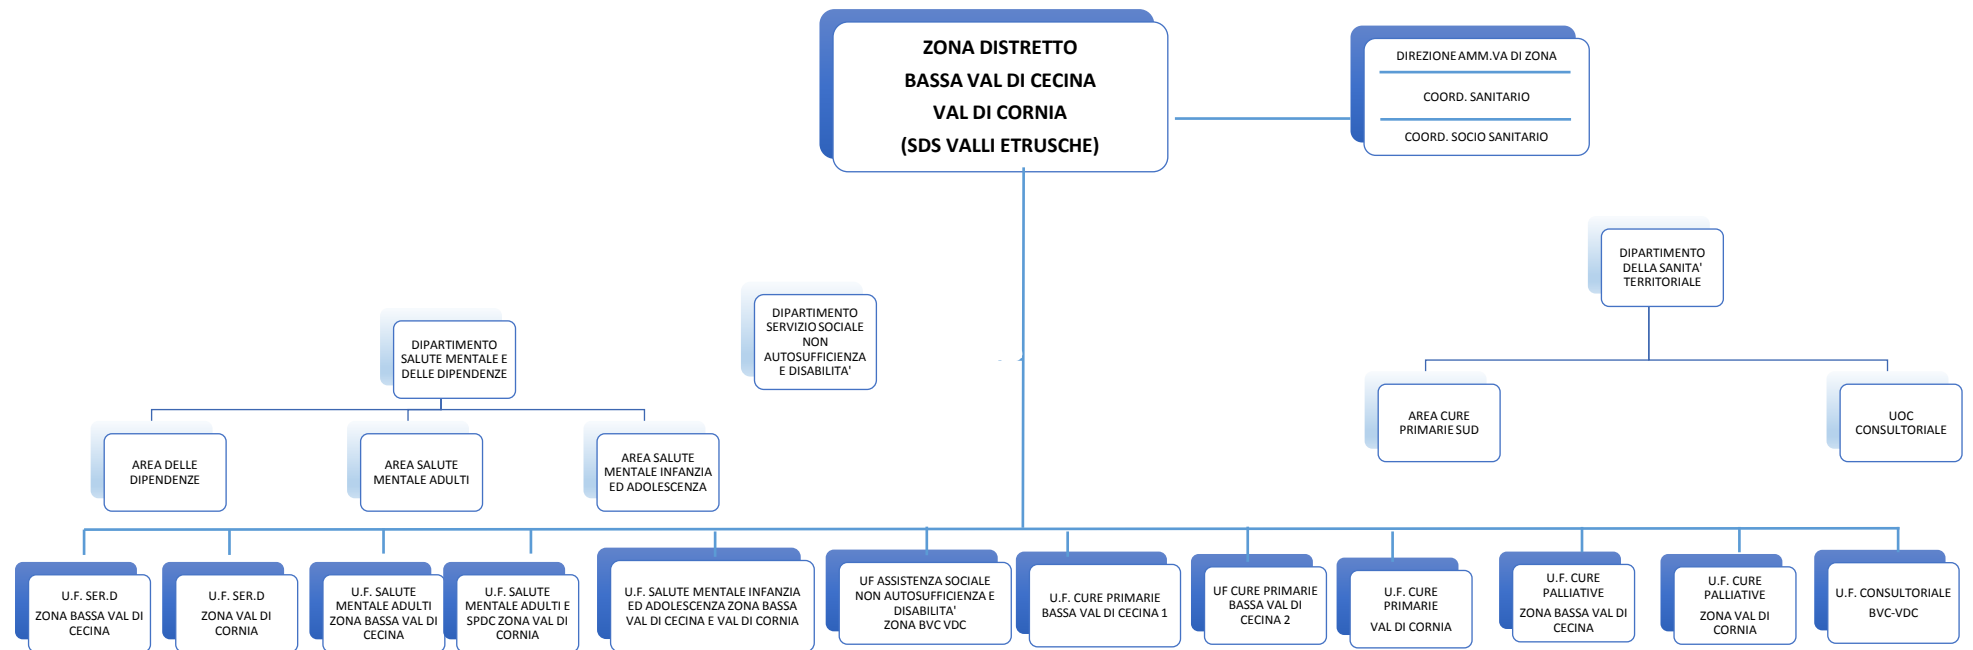 ZONA DISTRETTO
BASSA VAL DI CECINA
VAL DI CORNIA
(SDS VALLI ETRUSCHE)
DIREZIONE AMM.VA DI ZONA
COORD. SANITARIO
COORD. SOCIO SANITARIO
DIPARTIMENTO
DELLA SANITA'
TERRITORIALE
DIPARTIMENTO
SERVIZIO SOCIALE
NON
AUTOSUFFICIENZA
E DISABILITA'
DIPARTIMENTO
SALUTE MENTALE E
DELLE DIPENDENZE
AREA CURE
PRIMARIE SUD
UOC
CONSULTORIALE
AREA DELLE
DIPENDENZE
AREA SALUTE
MENTALE ADULTI
AREA SALUTE
MENTALE INFANZIA
ED ADOLESCENZA
U.F. SER.D
ZONA BASSA VAL DI
CECINA
U.F. SER.D
ZONA VAL DI
CORNIA
U.F. SALUTE
MENTALE ADULTI
ZONA BASSA VAL DI
CECINA
U.F. SALUTE
MENTALE ADULTI E
SPDC ZONA VAL DI
CORNIA
U.F. SALUTE MENTALE INFANZIA
ED ADOLESCENZA ZONA BASSA
VAL DI CECINA E VAL DI CORNIA
UF ASSISTENZA SOCIALE
NON AUTOSUFFICIENZA E
DISABILITA'
ZONA BVC VDC
U.F. CURE PRIMARIE
BASSA VAL DI CECINA 1
UF CURE PRIMARIE
BASSA VAL DI
CECINA 2
U.F. CURE
PRIMARIE
VAL DI CORNIA
U.F. CURE
PALLIATIVE
ZONA BASSA VAL DI
CECINA
U.F. CURE
PALLIATIVE
ZONA VAL DI
CORNIA
U.F. CONSULTORIALE
BVC-VDC